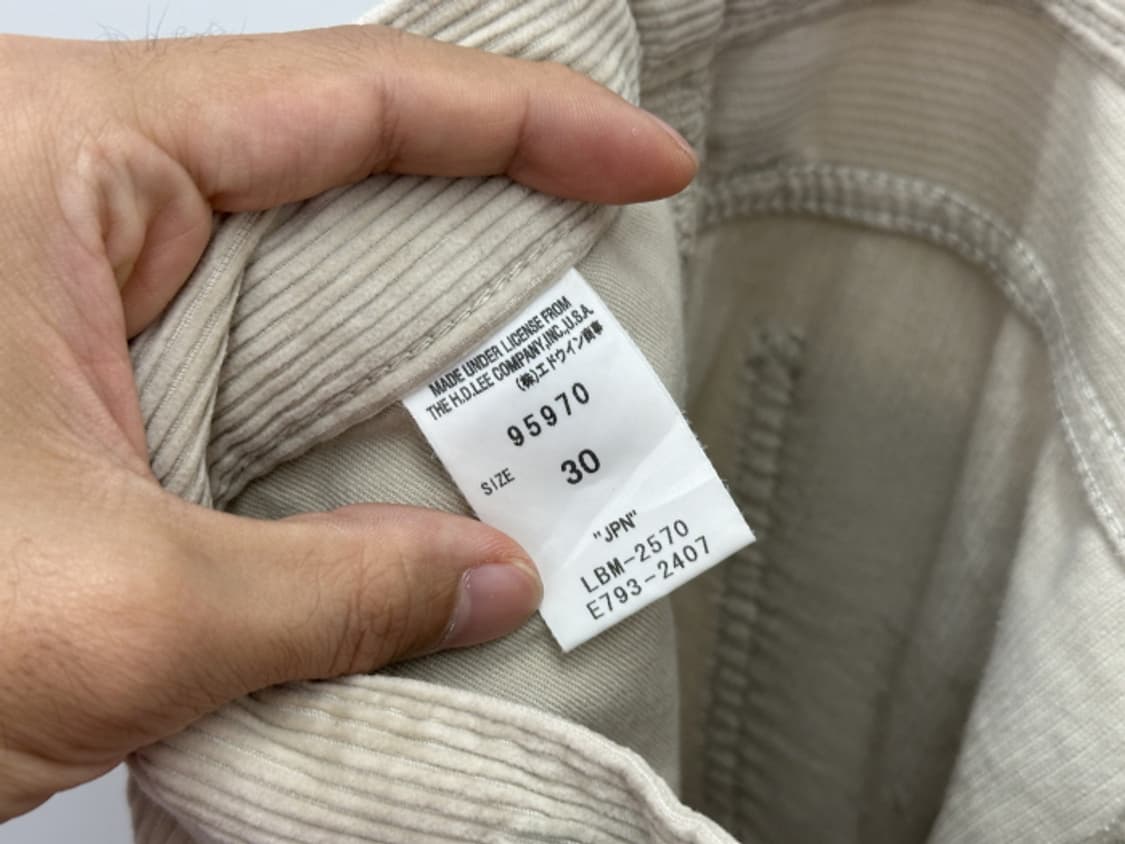 MADE UNDER LICENSE FROM
THE H.D.LEE COMPANY,INC.,U.S.A.
(株)エドウイン商事
95970
SIZE 30
"JPN"
LBM-2570
E793-2407